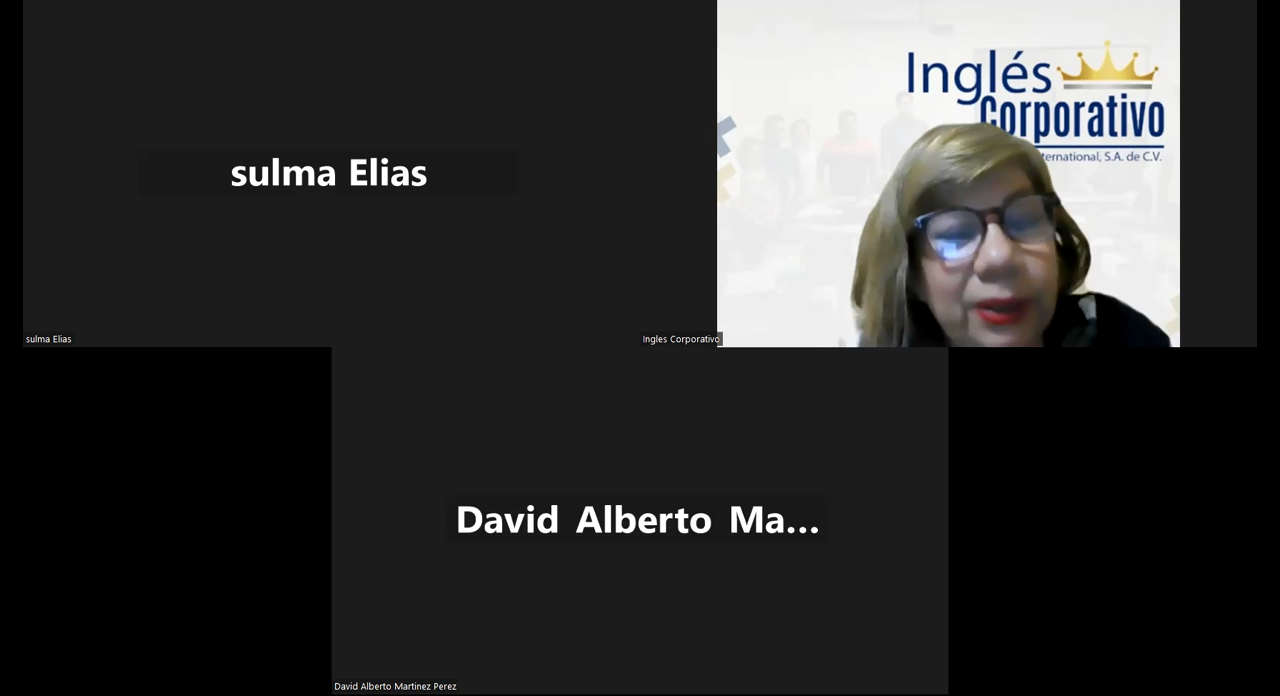 sulma Elias
sulma Elias
Inglés
Corporativo
ternational, S.A. de C.V.
Ingles Corporativo
David Alberto Ma...
David Alberto Martinez Perez